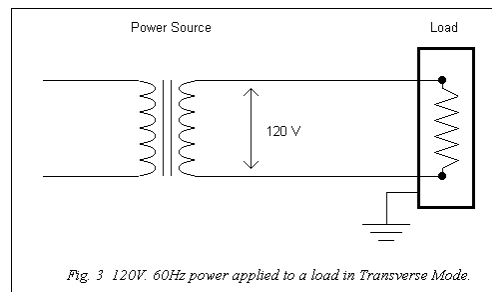 Power Source
Load
120 V
Fig. 3 120V. 60Hz power applied to a load in Transverse Mode.